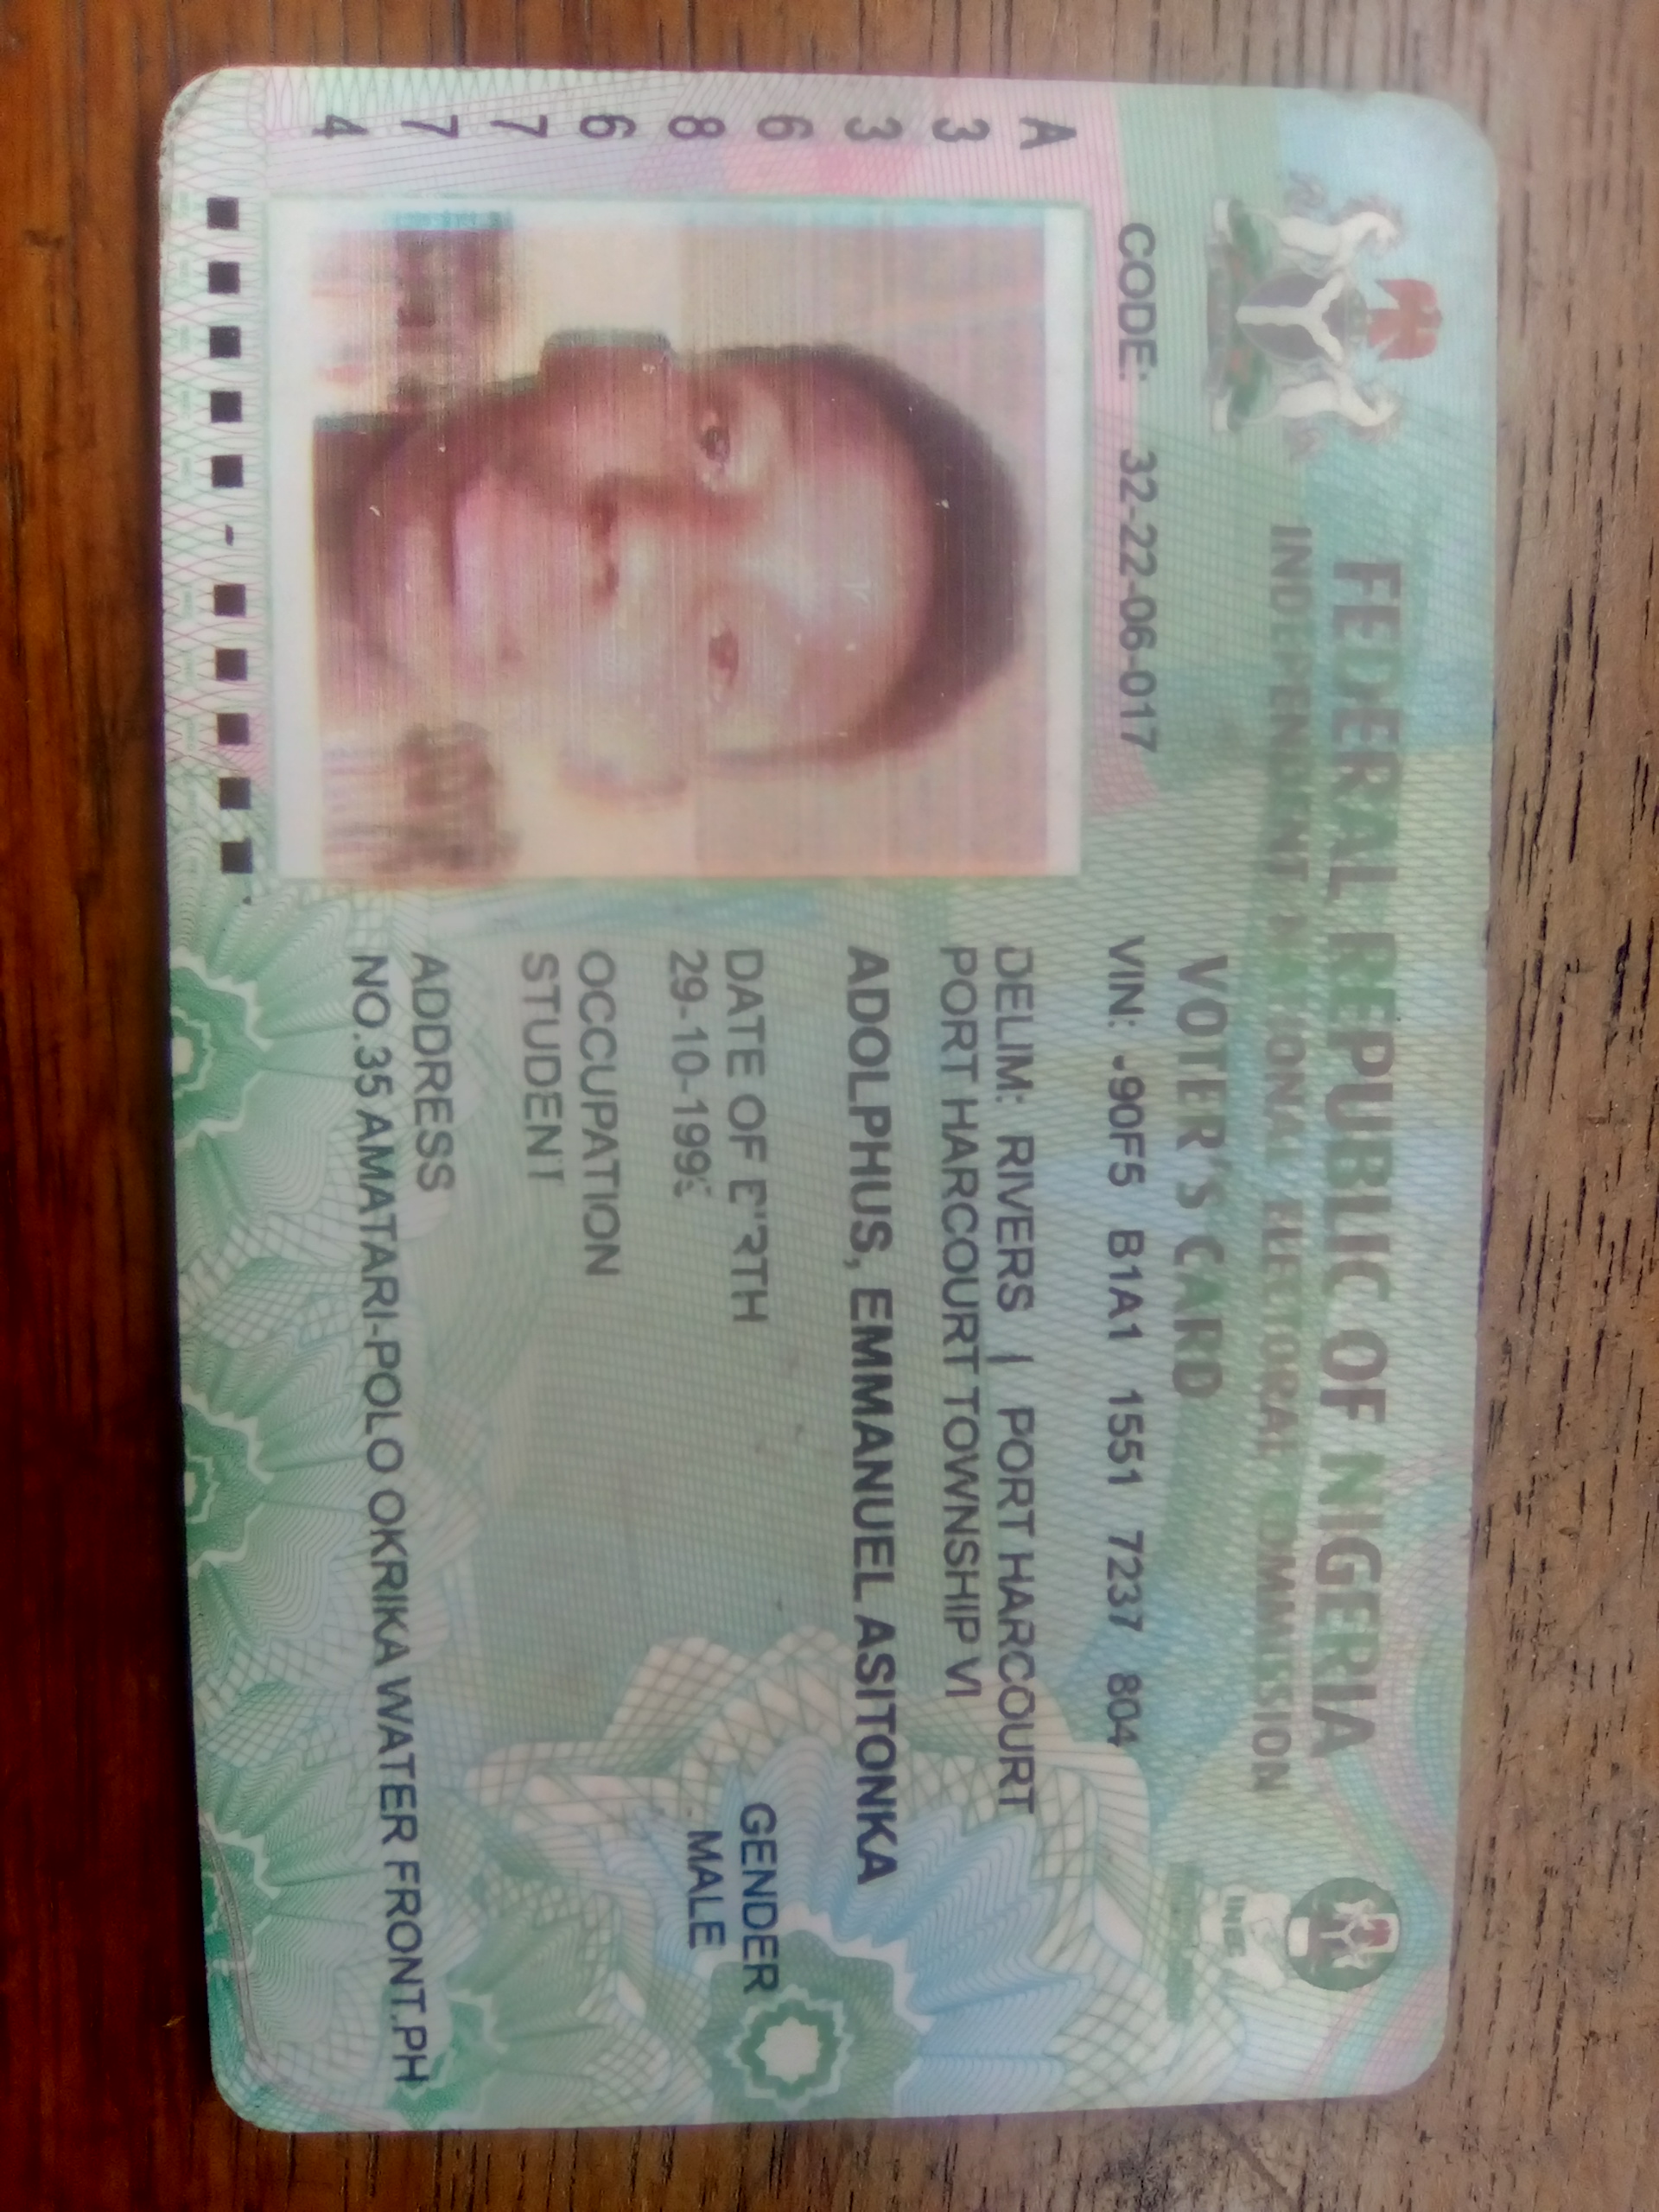 FEDERAL REPUBLIC OF NIGERIA
INDEPENDENT NATIONAL ELECTORAL COMMISSION
VOTER'S CARD
INEC
CODE: 32-22-06-017
VIN: 90F5 B1A1 1551 7237 804
DELIM: RIVERS | PORT HARCOURT
PORT HARCOURT TOWNSHIP VI
ADOLPHUS, EMMANUEL ASITONKA
DATE OF BIRTH
GENDER
29-10-
MALE
OCCUPATION
STUDENT
ADDRESS
NO.35 AMATARI-POLO OKRIKA WATER FRONT.PH
A
3
3
6
8
6
7
7
4